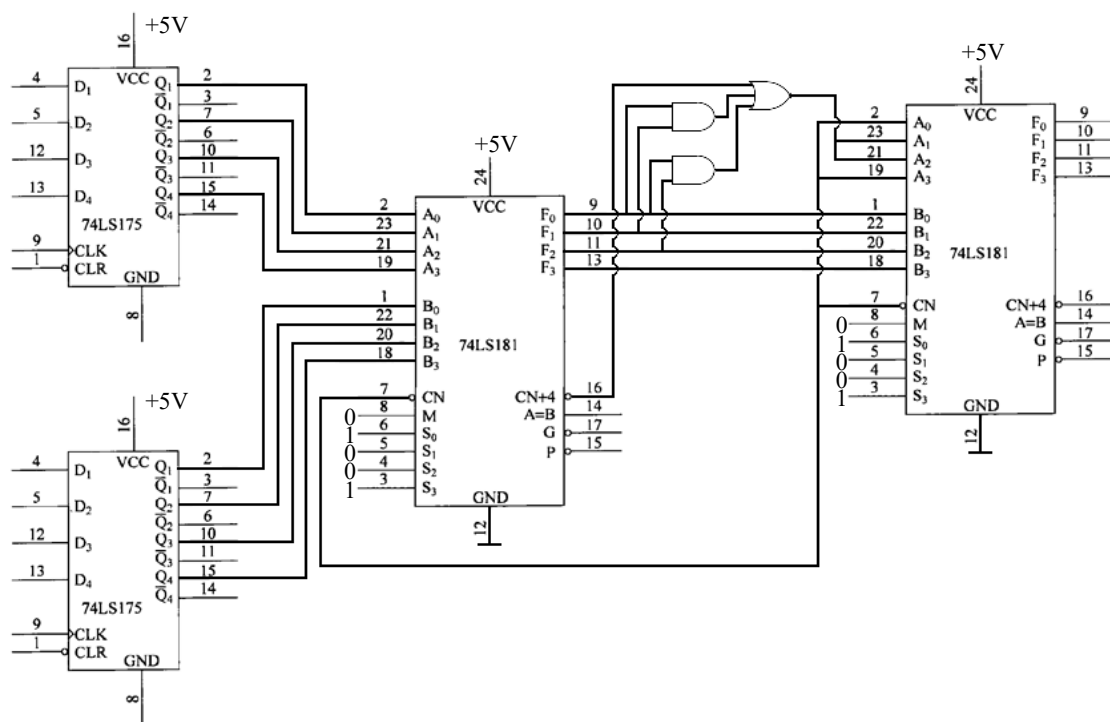 +5V
16
VCC
4 D1 Q1 2
Q̅1 3
5 D2 Q2 7
Q̅2 6
12 D3 Q3 10
Q̅3 11
13 D4 Q4 15
Q̅4 14
74LS175
9 CLK
1 CLR
GND
8
+5V
16
VCC
4 D1 Q1 2
Q̅1 3
5 D2 Q2 7
Q̅2 6
12 D3 Q3 10
Q̅3 11
13 D4 Q4 15
Q̅4 14
74LS175
9 CLK
1 CLR
GND
8
+5V
24
VCC
2 A0 F0 9
23 A1 F1 10
21 A2 F2 11
19 A3 F3 13
1 B0
22 B1
20 B2
18 B3
74LS181
7 CN CN+4 16
0 8 M A=B 14
1 6 S0 G 17
0 5 S1 P 15
0 4 S2
1 3 S3
GND
12
+5V
24
VCC
2 A0 F0 9
23 A1 F1 10
21 A2 F2 11
19 A3 F3 13
1 B0
22 B1
20 B2
18 B3
74LS181
7 CN CN+4 16
0 8 M A=B 14
1 6 S0 G 17
0 5 S1 P 15
0 4 S2
1 3 S3
GND
12